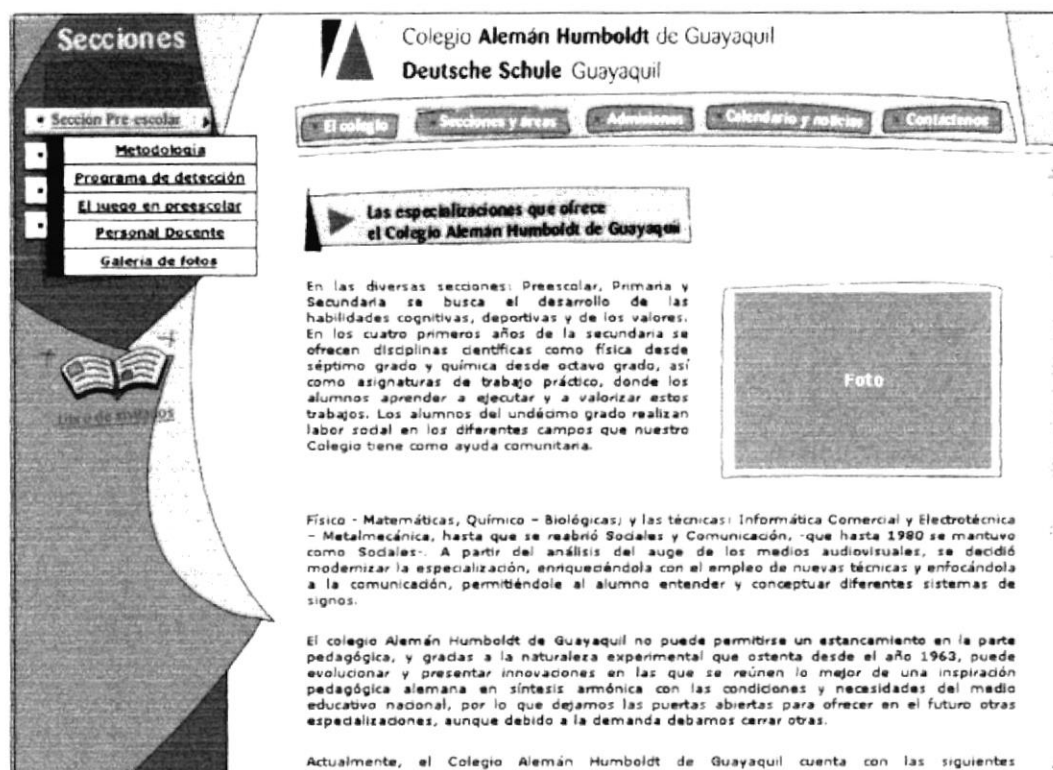 Secciones
Colegio Alemán Humboldt de Guayaquil
Deutsche Schule Guayaquil
El colegio
Secciones y áreas
Admisiones
Calendario y noticias
Contáctenos
Sección Pre-escolar
Metodología
Programa de detección
El juego en preescolar
Personal Docente
Galería de fotos
Libro de
Las especializaciones que ofrece
el Colegio Alemán Humboldt de Guayaquil
En las diversas secciones: Preescolar, Primaria y
Secundaria se busca el desarrollo de las
habilidades cognitivas, deportivas y de los valores.
En los cuatro primeros años de la secundaria se
ofrecen disciplinas científicas como física desde
séptimo grado y química desde octavo grado, así
como asignaturas de trabajo práctico, donde los
alumnos aprender a ejecutar y a valorizar estos
trabajos. Los alumnos del undécimo grado realizan
labor social en los diferentes campos que nuestro
Colegio tiene como ayuda comunitaria.
Foto
Físico - Matemáticas, Químico – Biológicas; y las técnicas: Informática Comercial y Electrotécnica
– Metalmecánica, hasta que se reabrió Sociales y Comunicación, -que hasta 1980 se mantuvo
como Sociales-. A partir del análisis del auge de los medios audiovisuales, se decidió
modernizar la especialización, enriqueciéndola con el empleo de nuevas técnicas y enfocándola
a la comunicación, permitiéndole al alumno entender y conceptuar diferentes sistemas de
signos.
El colegio Alemán Humboldt de Guayaquil no puede permitirse un estancamiento en la parte
pedagógica, y gracias a la naturaleza experimental que ostenta desde el año 1963, puede
evolucionar y presentar innovaciones en las que se reúnen lo mejor de una inspiración
pedagógica alemana en síntesis armónica con las condiciones y necesidades del medio
educativo nacional, por lo que dejamos las puertas abiertas para ofrecer en el futuro otras
especializaciones, aunque debido a la demanda debamos cerrar otras.
Actualmente, el Colegio Alemán Humboldt de Guayaquil cuenta con las siguientes